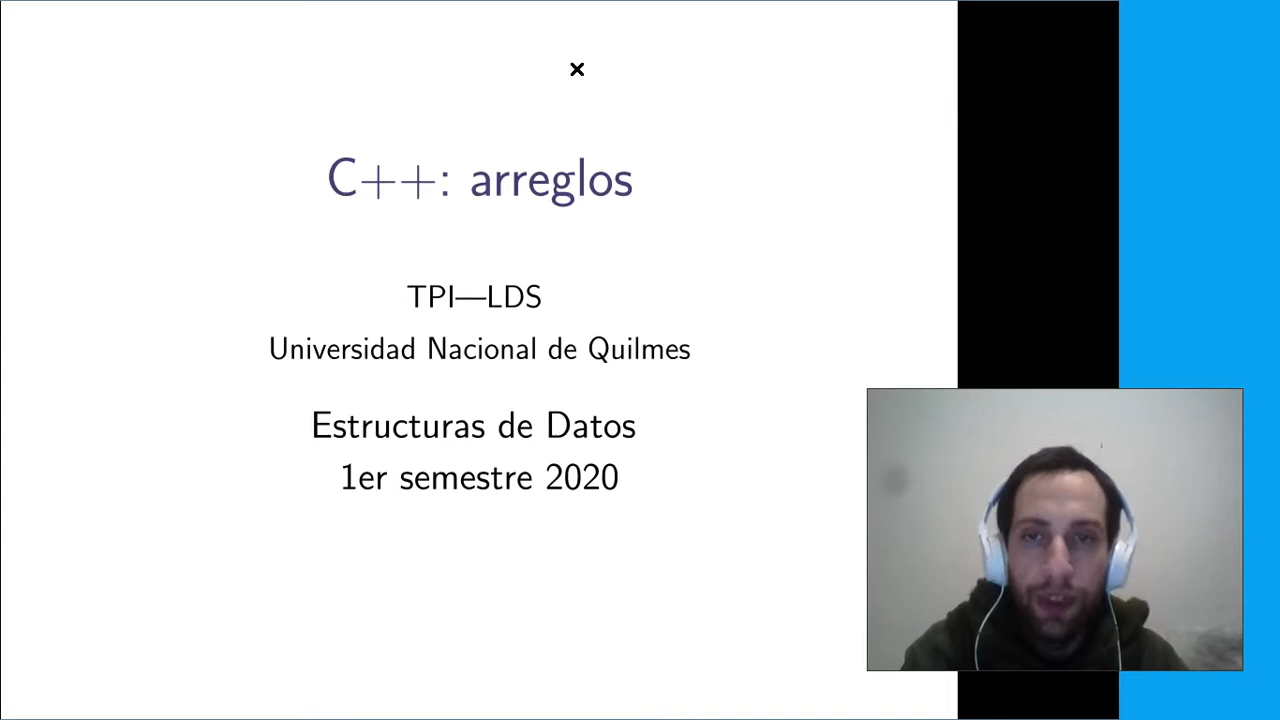 C++: arreglos
TPI—LDS
Universidad Nacional de Quilmes
Estructuras de Datos
1er semestre 2020